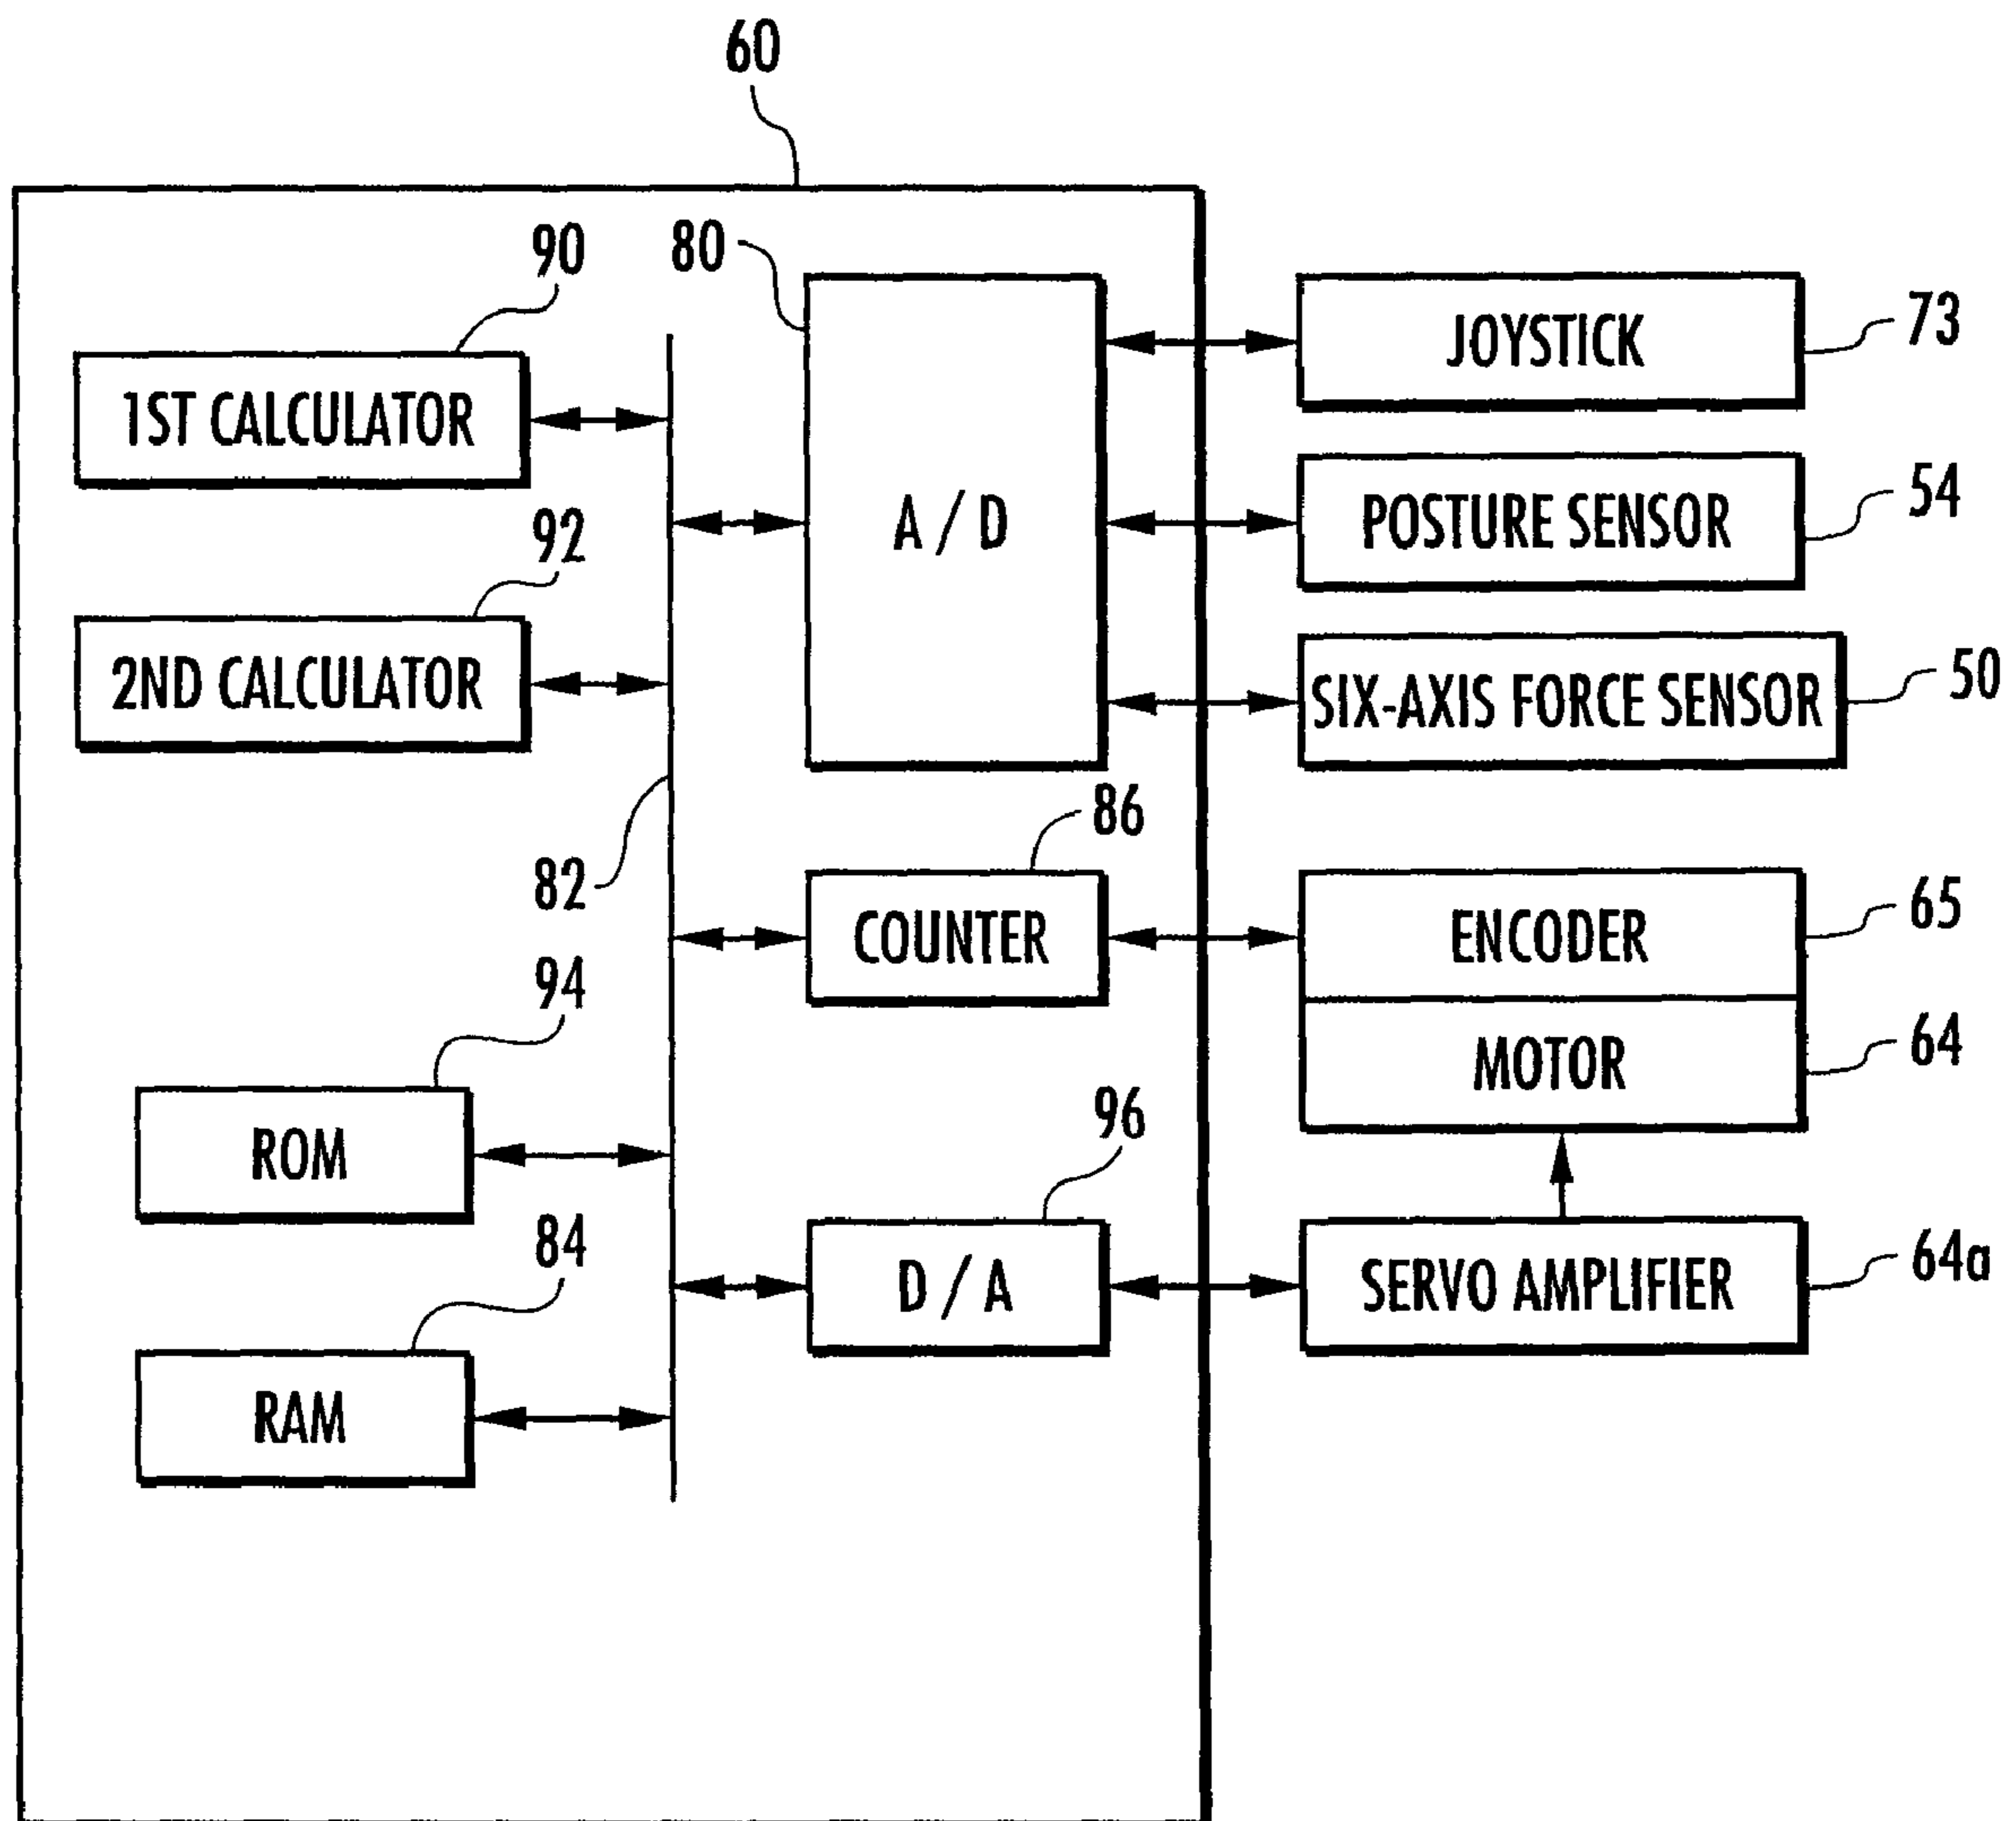 60
90
80
JOYSTICK
73
1ST CALCULATOR
A / D
POSTURE SENSOR
54
92
2ND CALCULATOR
SIX-AXIS FORCE SENSOR
50
82
86
COUNTER
ENCODER
65
94
MOTOR
64
ROM
96
84
D / A
SERVO AMPLIFIER
64a
RAM